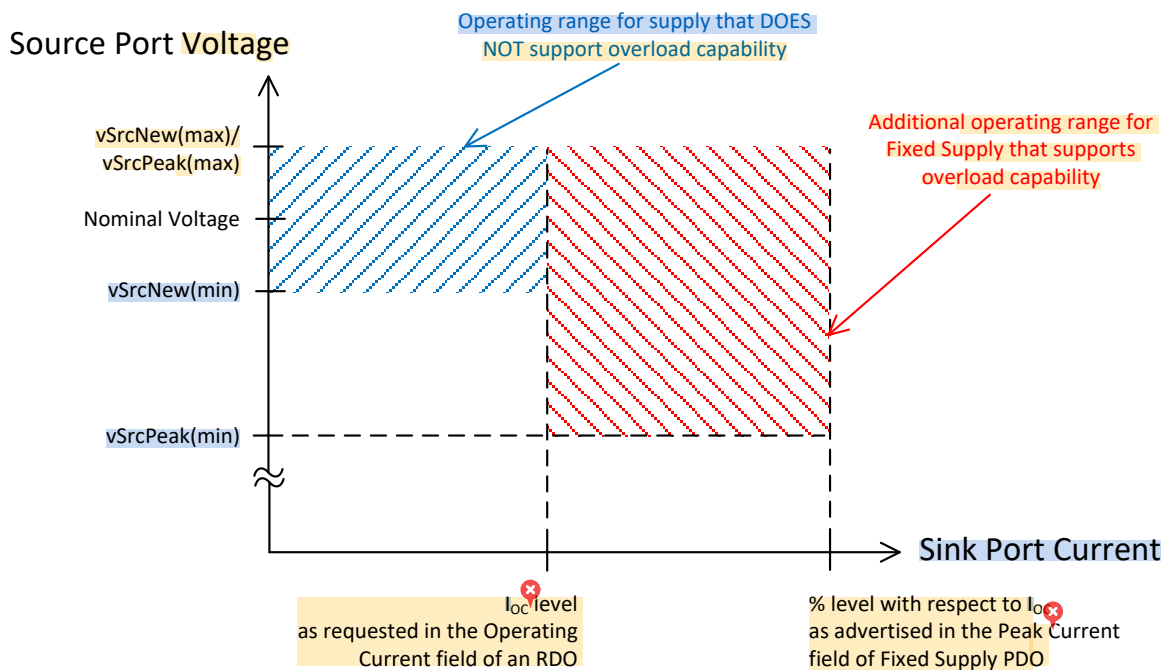 Operating range for supply that DOES
NOT support overload capability
Source Port Voltage
vSrcNew(max)/
vSrcPeak(max)
Additional operating range for
Fixed Supply that supports
overload capability
Nominal Voltage
vSrcNew(min)
vSrcPeak(min)
Sink Port Current
IOC level
as requested in the Operating
Current field of an RDO
% level with respect to IOC
as advertised in the Peak Current
field of Fixed Supply PDO